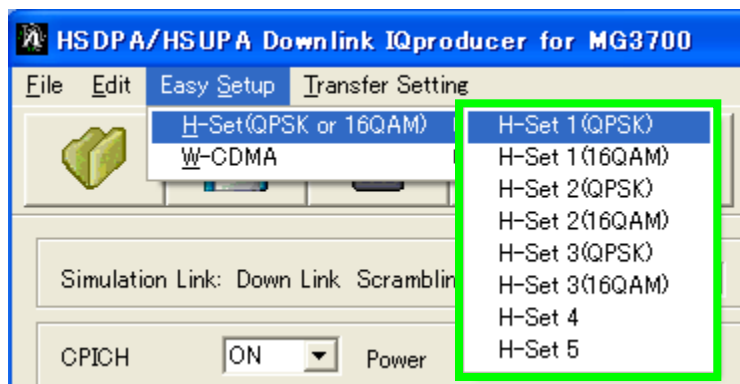 HSDPA/HSUPA Downlink IQproducer for MG3700
File Edit Easy Setup Transfer Setting
H-Set(QPSK or 16QAM)
W-CDMA
H-Set 1(QPSK)
H-Set 1(16QAM)
H-Set 2(QPSK)
H-Set 2(16QAM)
H-Set 3(QPSK)
H-Set 3(16QAM)
H-Set 4
H-Set 5
Simulation Link: Down Link
CPICH ON Power